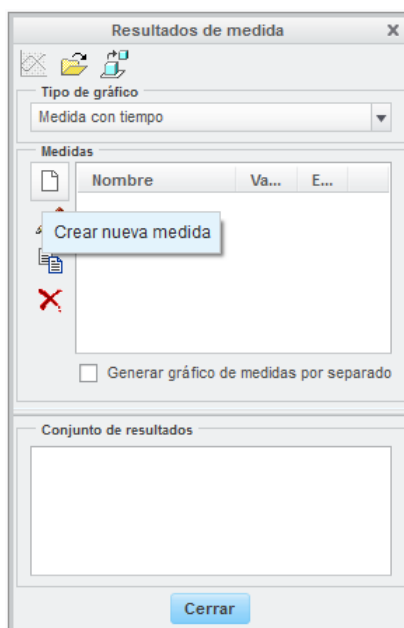 Resultados de medida
Tipo de gráfico
Medida con tiempo
Medidas
Nombre Va... E...
Crear nueva medida
Generar gráfico de medidas por separado
Conjunto de resultados
Cerrar